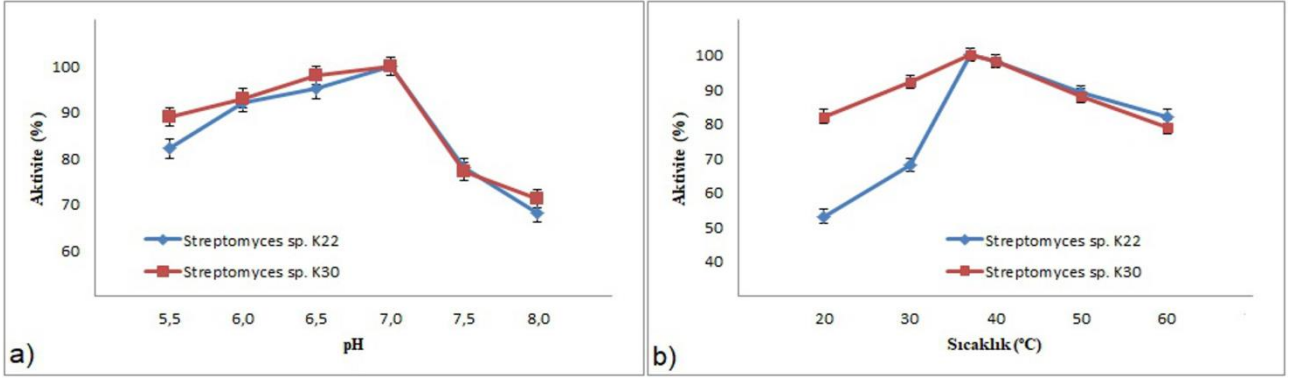 100
90
80
70
60
Aktivite (%)
Streptomyces sp. K22
Streptomyces sp. K30
5,5 6,0 6,5 7,0 7,5 8,0
pH
a)
100
90
80
70
60
50
40
Aktivite (%)
Streptomyces sp. K22
Streptomyces sp. K30
20 30 40 50 60
Sıcaklık (°C)
b)